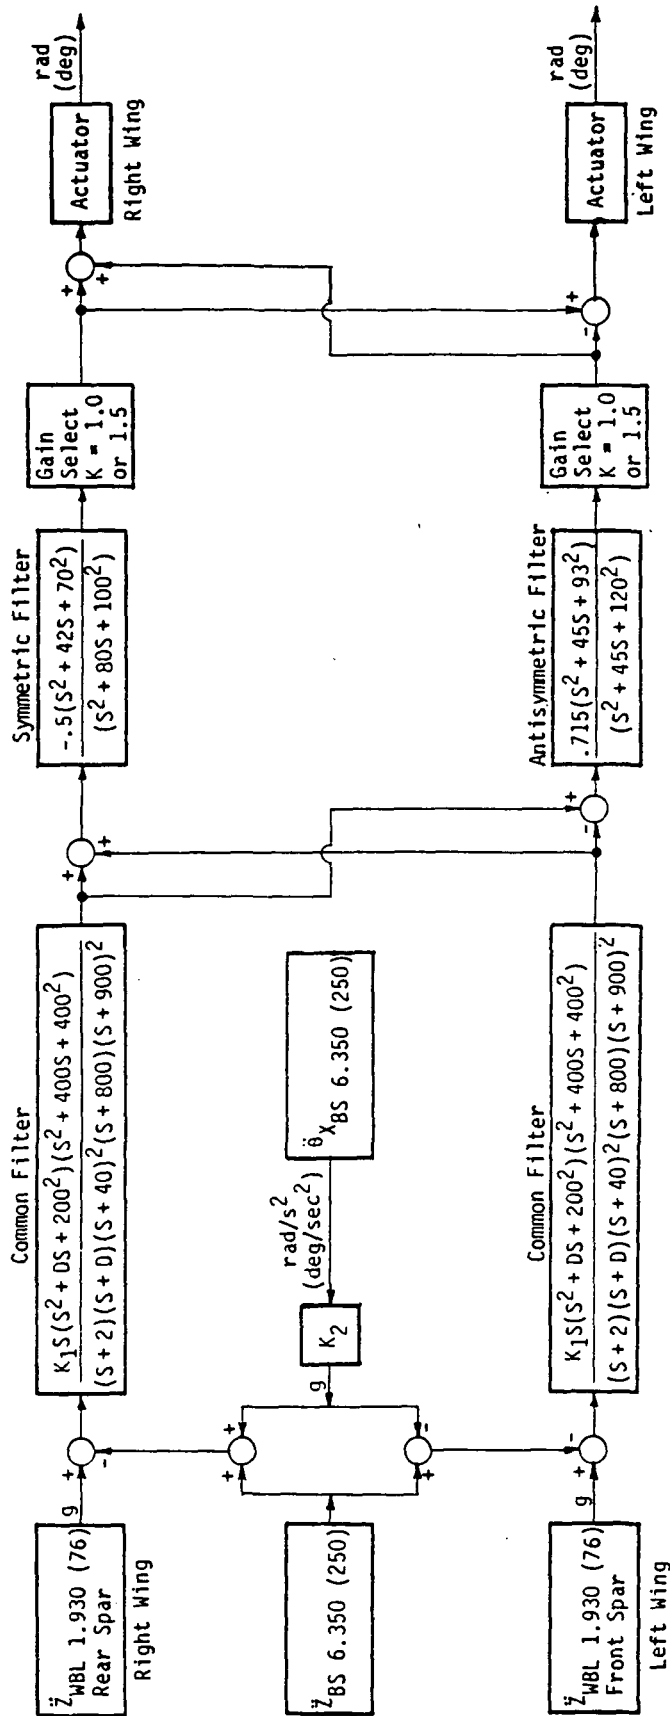 Z̈WBL 1.930 (76)
Rear Spar
Right Wing
g
+
-
Common Filter
K₁S(S² + DS + 200²)(S² + 400S + 400²)
(S + 2)(S + D)(S + 40)²(S + 800)(S + 900)²
+
+
Symmetric Filter
-.5(S² + 42S + 70²)
(S² + 80S + 100²)
Gain
Select
K = 1.0
or 1.5
+
+
Actuator
Right Wing
rad
(deg)
Z̈BS 6.350 (250)
+
+
+
-
g
K₂
rad/s²
(deg/sec²)
θ̈XBS 6.350 (250)
Z̈WBL 1.930 (76)
Front Spar
Left Wing
g
+
-
Common Filter
K₁S(S² + DS + 200²)(S² + 400S + 400²)
(S + 2)(S + D)(S + 40)²(S + 800)(S + 900)²
-
+
Antisymmetric Filter
.715(S² + 45S + 93²)
(S² + 45S + 120²)
Gain
Select
K = 1.0
or 1.5
-
+
Actuator
Left Wing
rad
(deg)